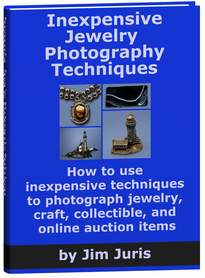 Inexpensive
Jewelry
Photography
Techniques
How to use
inexpensive techniques
to photograph jewelry,
craft, collectible, and
online auction items
by Jim Juris